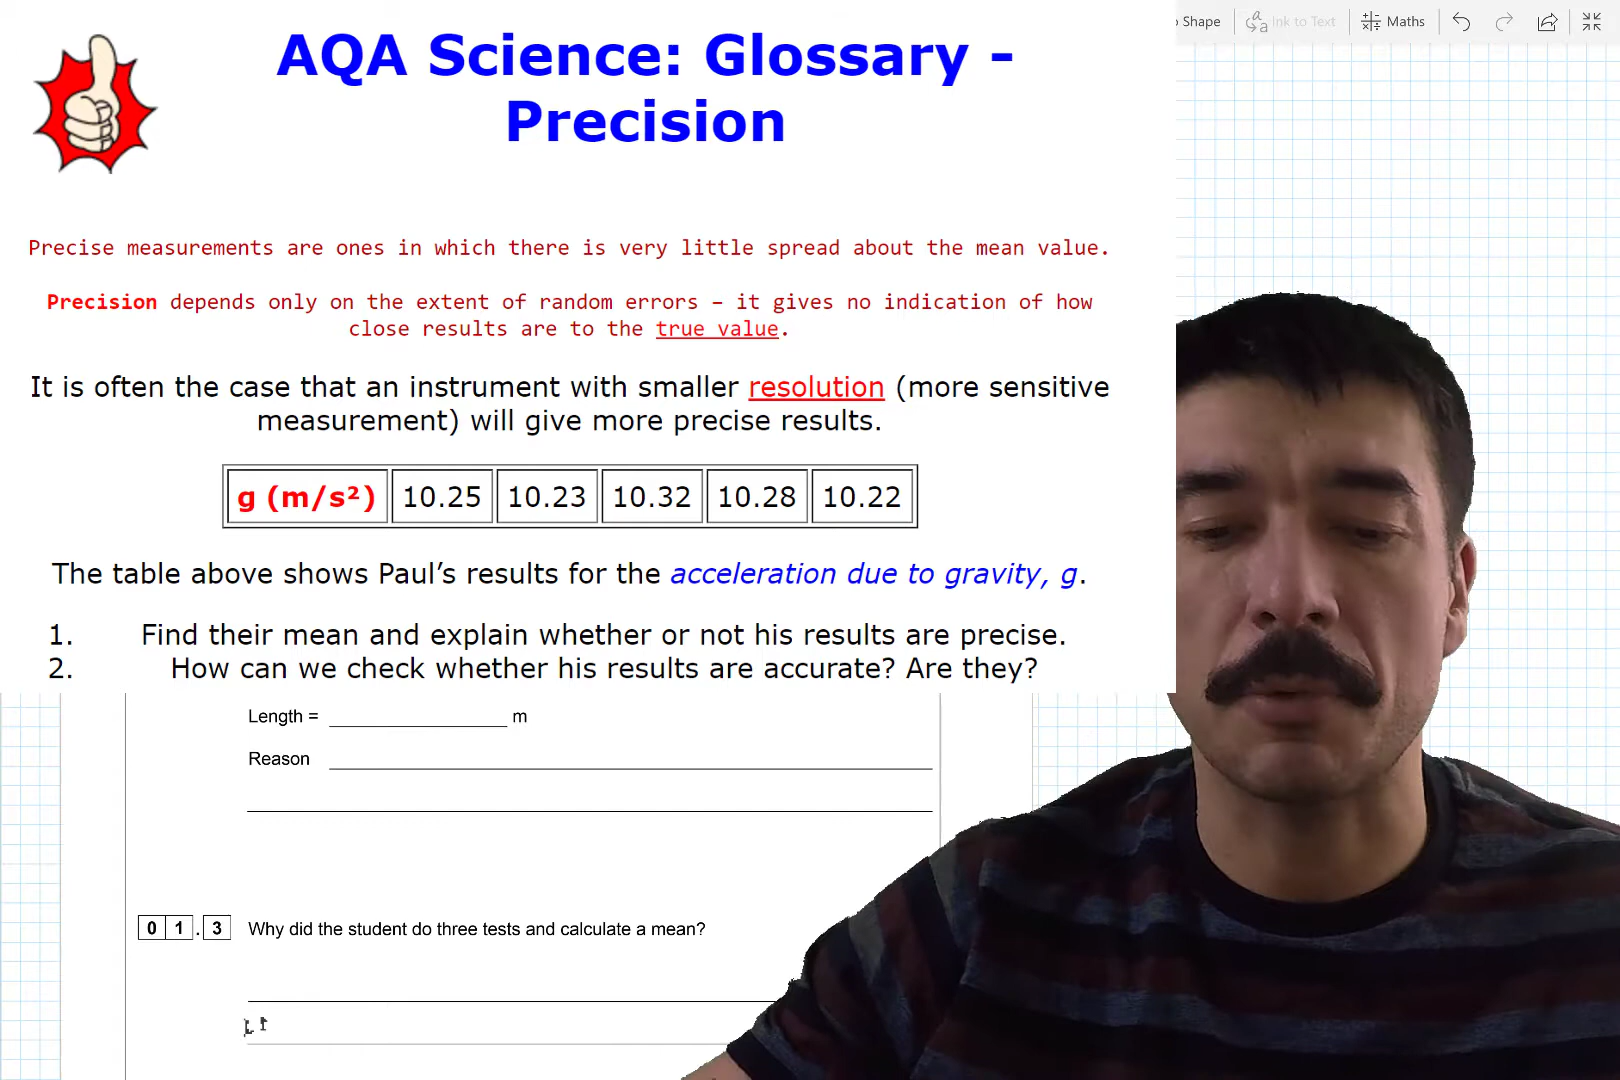 Shape
Ink to Text
Maths
AQA Science: Glossary -
Precision
Precise measurements are ones in which there is very little spread about the mean value.
Precision depends only on the extent of random errors – it gives no indication of how
close results are to the true value.
It is often the case that an instrument with smaller resolution (more sensitive
measurement) will give more precise results.
g (m/s²) 10.25 10.23 10.32 10.28 10.22
The table above shows Paul’s results for the acceleration due to gravity, g.
1. Find their mean and explain whether or not his results are precise.
2. How can we check whether his results are accurate? Are they?
Length = m
Reason
0 1 . 3 Why did the student do three tests and calculate a mean?